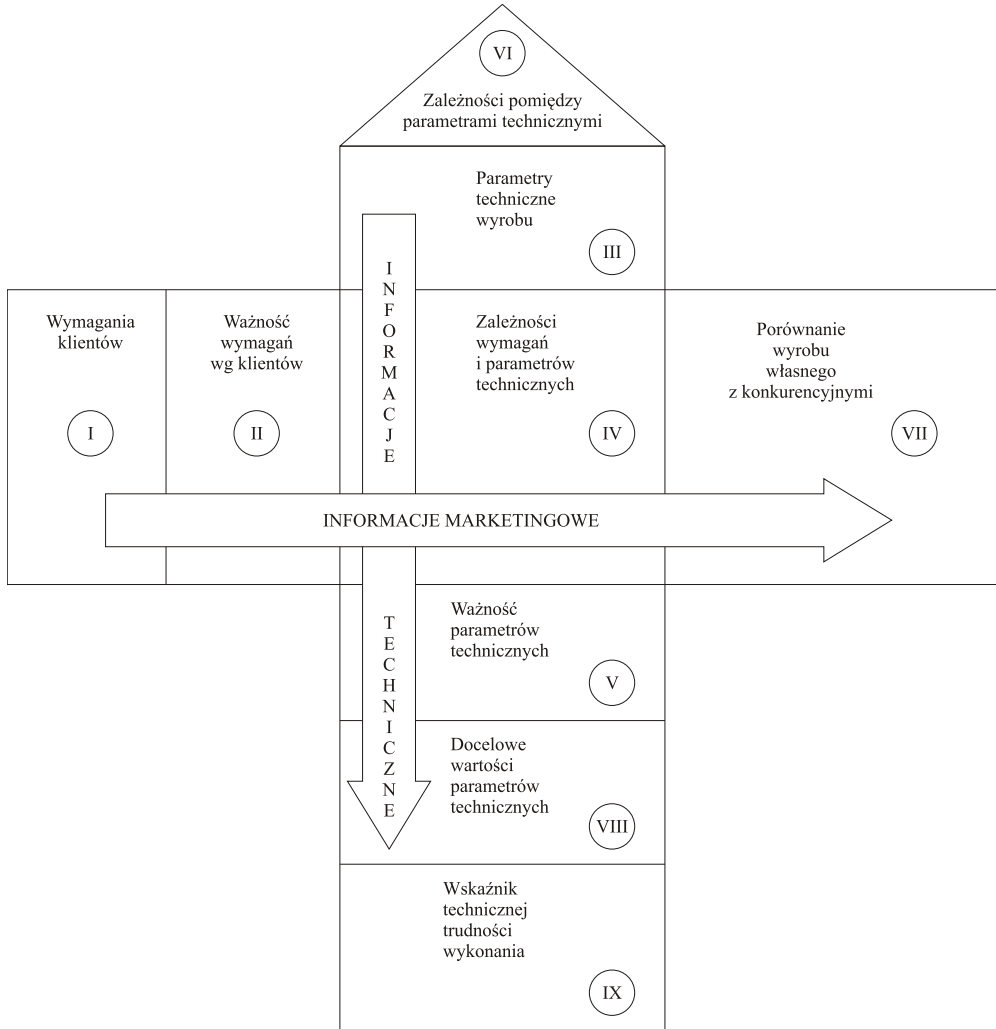 VI
Zależności pomiędzy
parametrami technicznymi
Parametry
techniczne
wyrobu
III
Wymagania
klientów
I
Ważność
wymagań
wg klientów
II
INFORMACJE
Zależności
wymagań
i parametrów
technicznych
IV
Porównanie
wyrobu
własnego
z konkurencyjnymi
VII
INFORMACJE MARKETINGOWE
TECHNICZNE
Ważność
parametrów
technicznych
V
Docelowe
wartości
parametrów
technicznych
VIII
Wskaźnik
technicznej
trudności
wykonania
IX